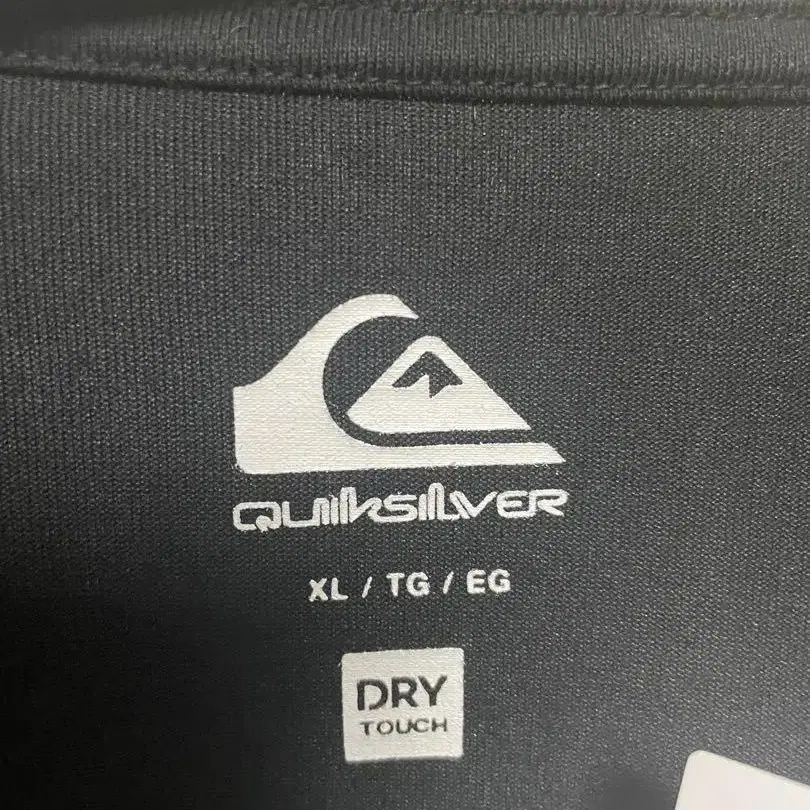 QUIKSILVER
XL / TG / EG
DRY
TOUCH